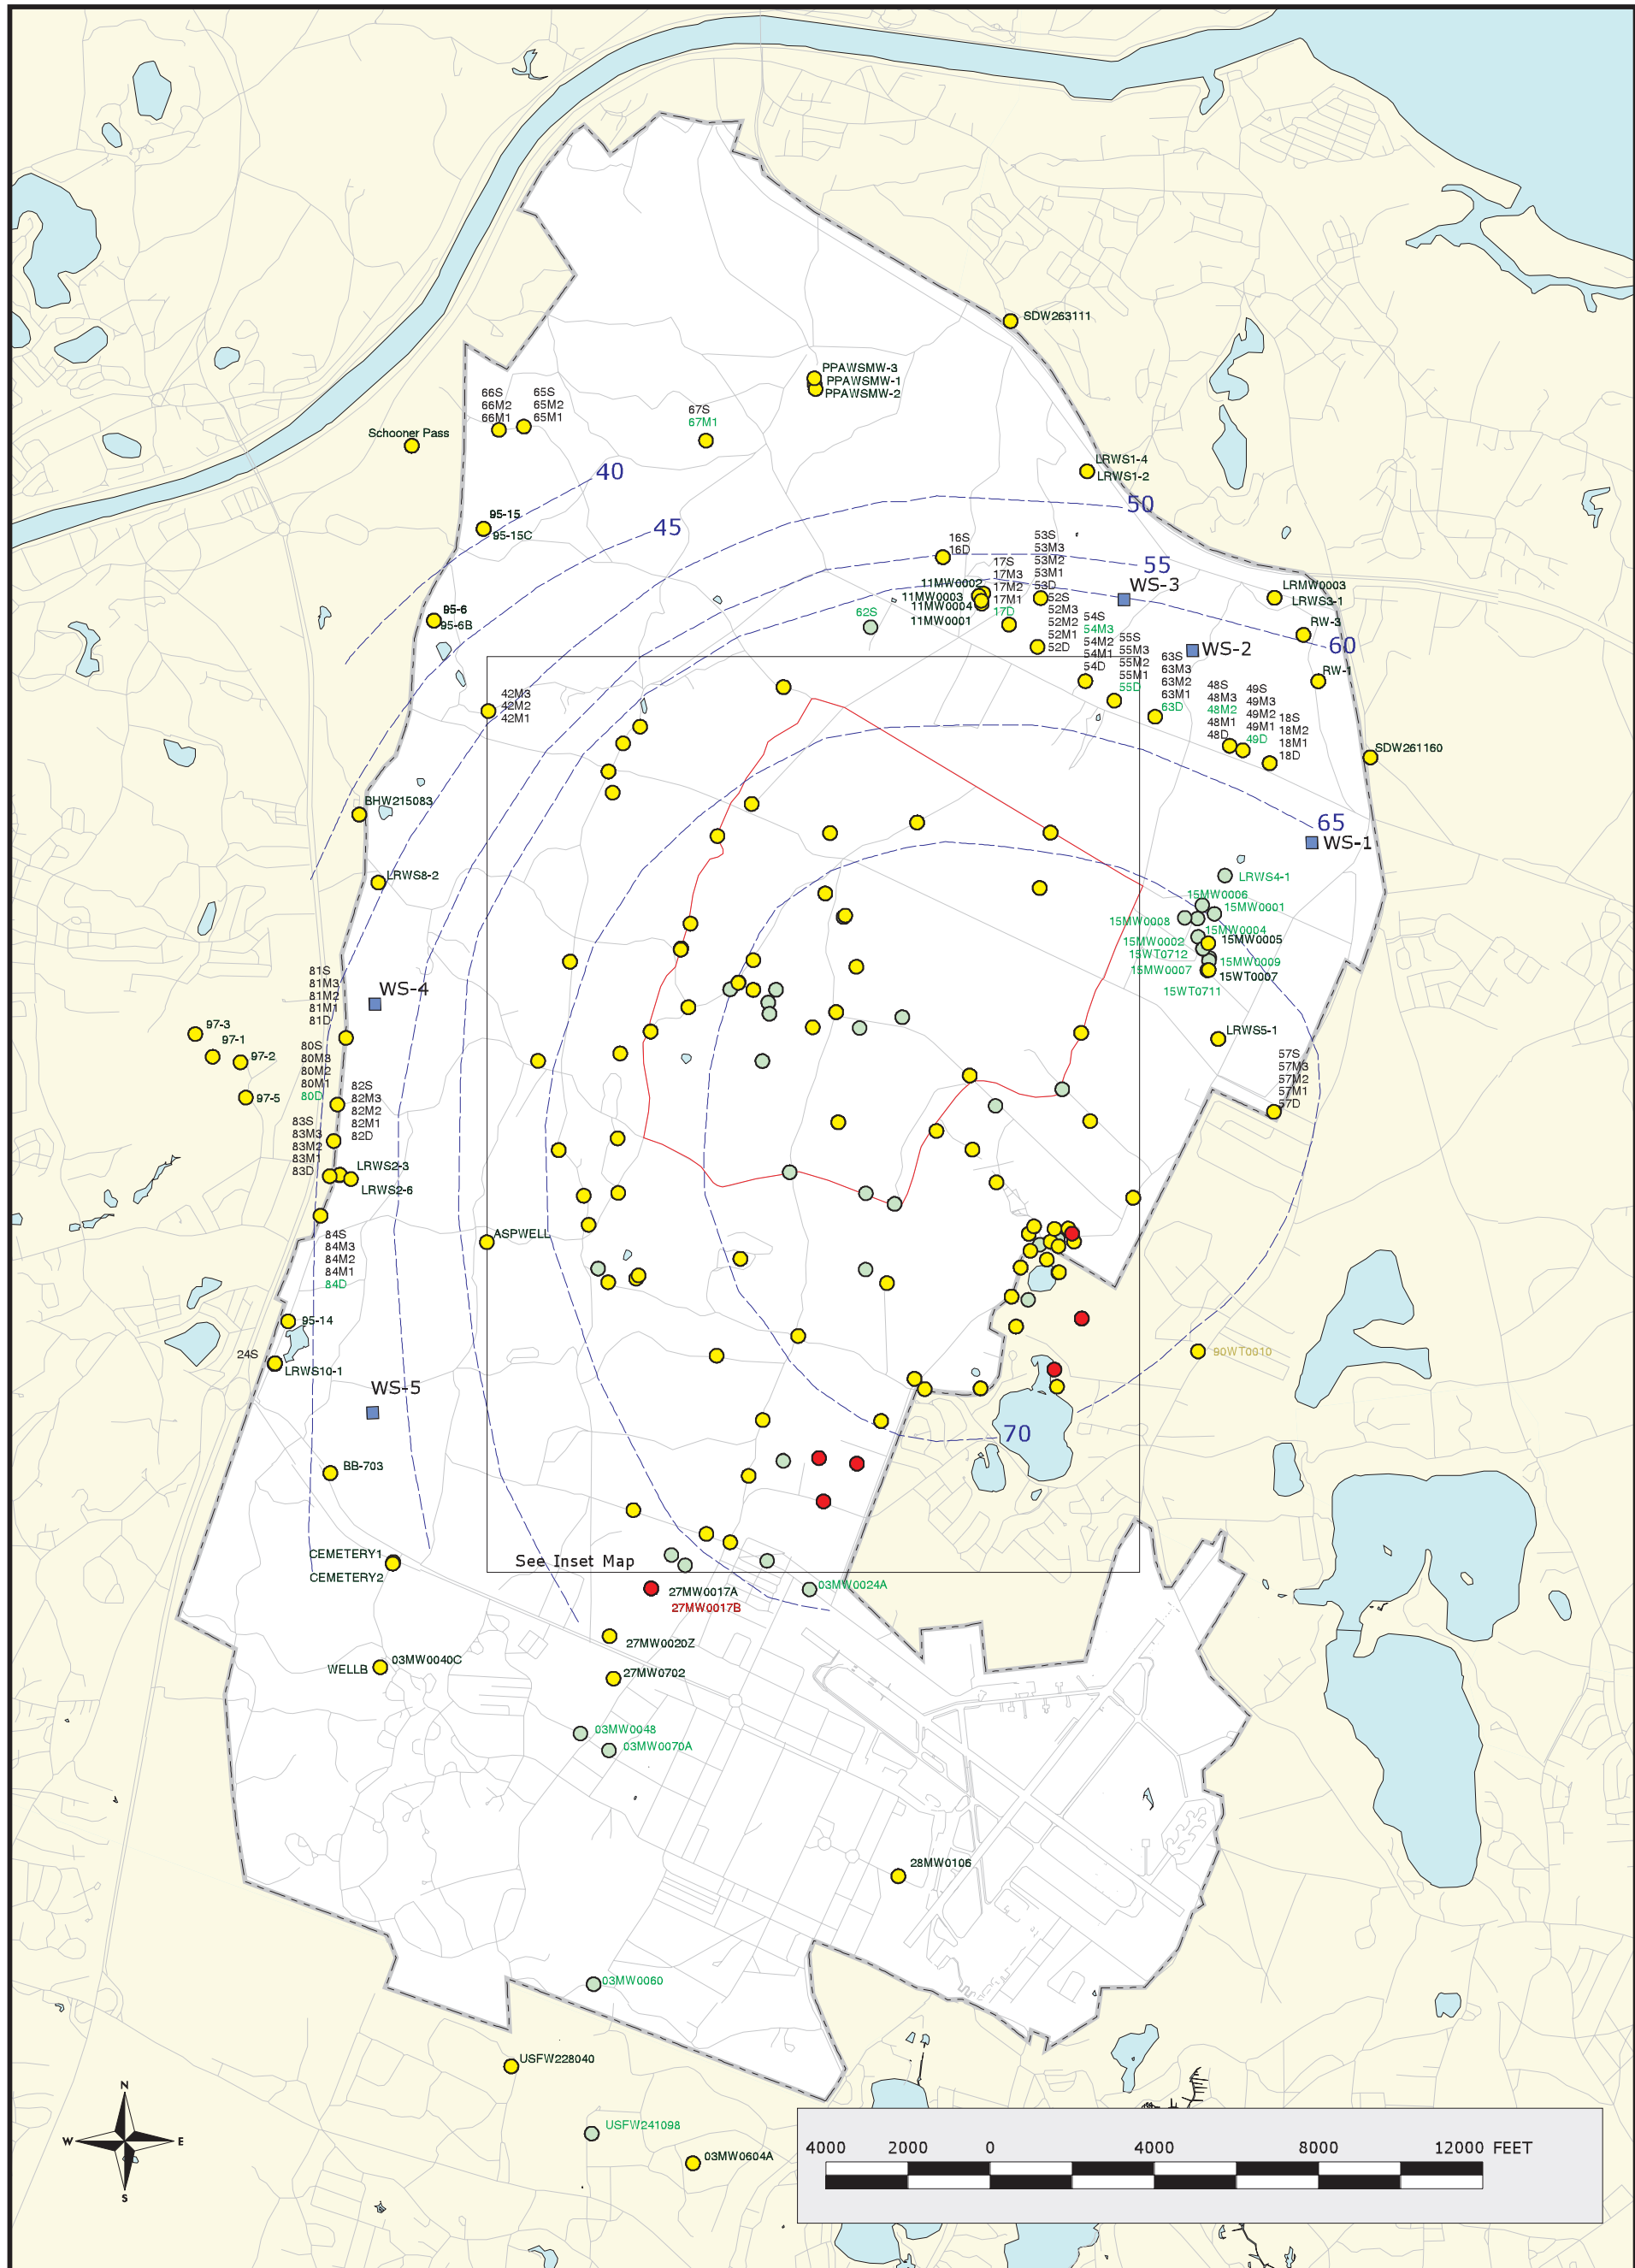 SDW263111
PPAWSMW-3
PPAWSMW-1
PPAWSMW-2
66S
66M2
66M1
65S
65M2
65M1
67S
67M1
Schooner Pass
LRWS1-4
LRWS1-2
40
45
50
55
95-15
95-15C
16S
16D
53S
53M3
53M2
53M1
53D
17S
17M3
17M2
17M1
17D
11MW0002
11MW0003
11MW0004
11MW0001
WS-3
LRMW0003
LRWS3-1
RW-3
60
62S
52S
52M3
52M2
52M1
52D
95-6
95-6B
54S
54M3
54M2
54M1
54D
55S
55M3
55M2
55M1
55D
WS-2
63S
63M3
63M2
63M1
63D
RW-1
48S
48M3
48M2
48M1
48D
49S
49M3
49M2
49M1
49D
18S
18M2
18M1
18D
42M3
42M2
42M1
SDW261160
BHW215083
65
WS-1
LRWS8-2
LRWS4-1
15MW0006
15MW0001
15MW0008
15MW0004
15MW0002
15MW0005
15WT0712
15MW0009
15MW0007
15WT0007
15WT0711
81S
81M3
81M2
81M1
81D
WS-4
97-3
97-1
97-2
97-5
LRWS5-1
80S
80M3
80M2
80M1
80D
57S
57M3
57M2
57M1
57D
82S
82M3
82M2
82M1
82D
83S
83M3
83M2
83M1
83D
LRWS2-3
LRWS2-6
ASPWELL
84S
84M3
84M2
84M1
84D
95-14
24S
LRWS10-1
90WT0010
WS-5
70
BB-703
CEMETERY1
CEMETERY2
See Inset Map
27MW0017A
27MW0017B
03MW0024A
27MW0020Z
WELLB
03MW0040C
27MW0702
03MW0048
03MW0070A
28MW0106
03MW0060
USFW228040
USFW241098
03MW0604A
N
W
E
S
4000 2000 0 4000 8000 12000 FEET